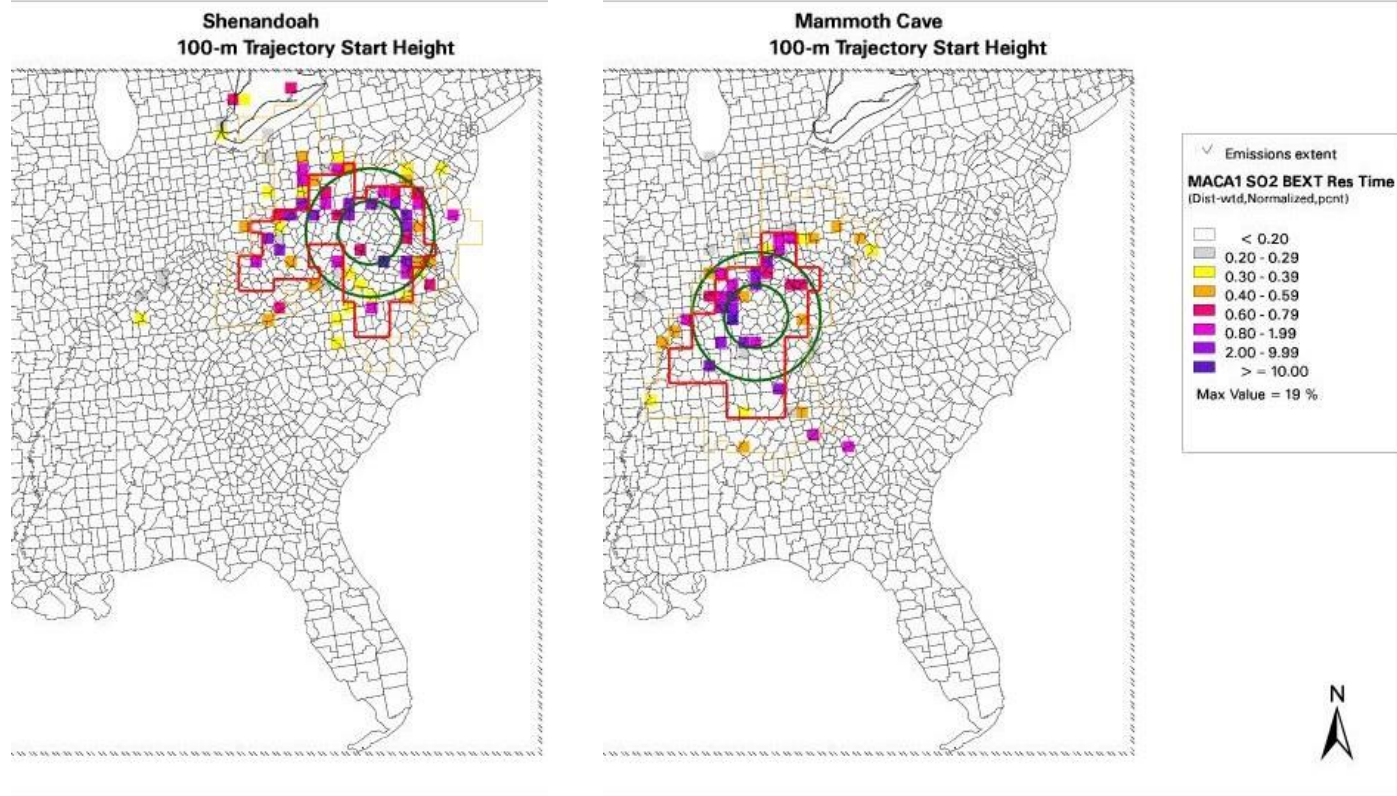 Shenandoah
100-m Trajectory Start Height
Mammoth Cave
100-m Trajectory Start Height
Emissions extent
MACA1 SO2 BEXT Res Time
(Dist-wtd,Normalized,pcnt)
< 0.20
0.20 - 0.29
0.30 - 0.39
0.40 - 0.59
0.60 - 0.79
0.80 - 1.99
2.00 - 9.99
> = 10.00
Max Value = 19 %
N